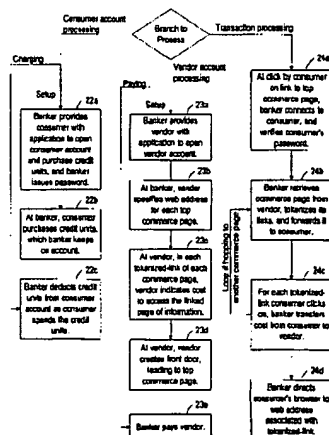 Consumer account
processing
Branch to
Process
Transaction processing
Vendor account
processing
Charging
Setup
22a
Banker provides
consumer with
application to open
consumer account
and purchase credit
units, and banker
issues password.
22b
At banker, consumer
purchases credit units,
which banker keeps
on account.
22c
Banker deducts credit
units from consumer
account as consumer
spends the credit
units.
Paying
Setup
23a
Banker provides
vendor with
application to open
vendor account.
23b
At banker, vendor
specifies web address
for each top
commerce page.
23c
At vendor, in each
tokenized-link of each
commerce page,
vendor indicates cost
to access the linked
page of information.
23d
At vendor, vendor
creates front door,
leading to top
commerce page.
23e
Banker pays vendor.
24a
At click by consumer
on link to top
commerce page,
banker connects to
consumer, and
verifies consumer's
password.
24b
Banker retrieves
commerce page from
vendor, tokenizes its
links, and forwards it
to consumer.
Loop if hopping to
another commerce page
24c
For each tokenized-
link consumer clicks
on, banker transfers
cost from consumer to
vendor.
24d
Banker directs
consumer's browser to
web address
associated with
tokenized-link.